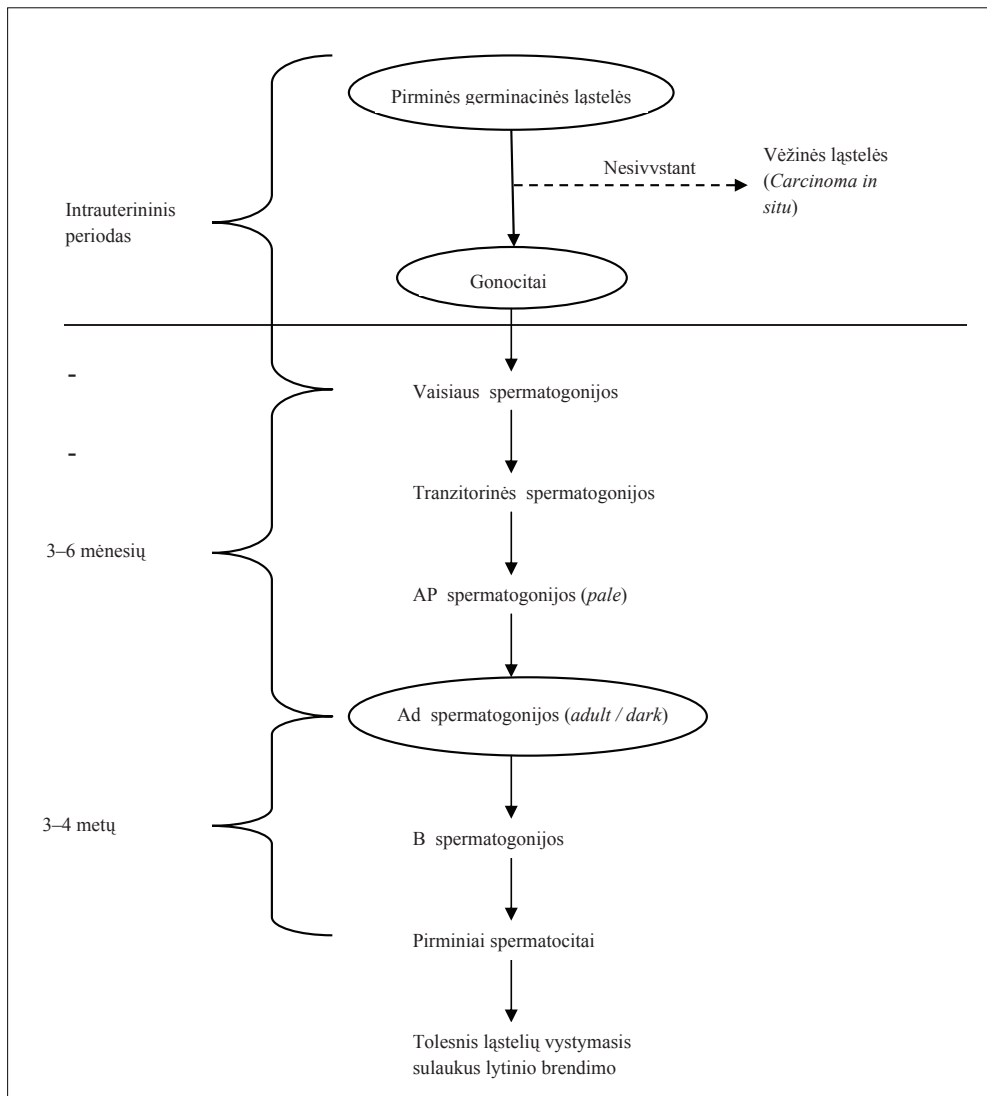 Pirminės germinacinės ląstelės
Nesivvstant
Vėžinės ląstelės
(Carcinoma in
situ)
Intrauterininis
periodas
Gonocitai
-
Vaisiaus spermatogonijos
-
Tranzitorinės spermatogonijos
3–6 mėnesių
AP spermatogonijos (pale)
Ad spermatogonijos (adult / dark)
3–4 metų
B spermatogonijos
Pirminiai spermatocitai
Tolesnis ląstelių vystymasis
sulaukus lytinio brendimo